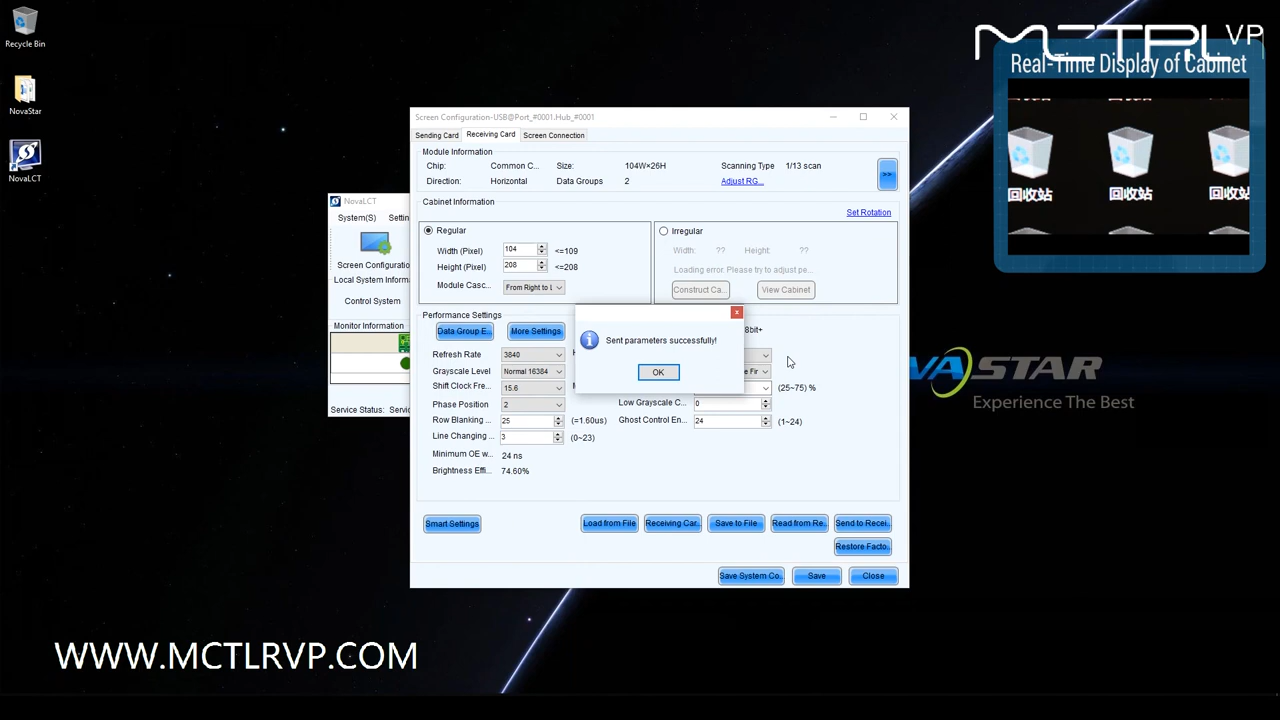 Recycle Bin
NovaStar
NovaLCT
MCTRL VP
Real-Time Display of Cabinet
回收站
回收站
回收站
NovaLCT
System(S)
Screen Configuratio
Local System Inform
Control System
Monitor Information
Service Status:
Screen Configuration-USB@Port_#0001.Hub_#0001
Sending Card
Receiving Card
Screen Connection
Module Information
Chip: Common C... Size: 104W×26H Scanning Type 1/13 scan
Direction: Horizontal Data Groups 2 Adjust RG...
>>
Cabinet Information
Set Rotation
Regular
Width (Pixel) 104 <=109
Height (Pixel) 208 <=208
Module Casc...
Irregular
Width: ?? Height: ??
Loading error. Please try to adjust pe...
Construct Ca...
View Cabinet
Performance Settings
Data Group E...
More Settings
8bit+
Refresh Rate 3840
Grayscale Level Normal 16384
Shift Clock Fre... 15.6 (25~75) %
Phase Position 2 Low Grayscale C... 0
Row Blanking ... 25 (=1.60us) Ghost Control En... 24 (1~24)
Line Changing ... 3 (0~23)
Minimum OE w... 24 ns
Brightness Effi... 74.60%
x
Sent parameters successfully!
OK
Smart Settings
Load from File
Receiving Car...
Save to File
Read from Re...
Send to Recei...
Restore Facto...
Save System Co...
Save
Close
VASTAR
Experience The Best
WWW.MCTLRVP.COM